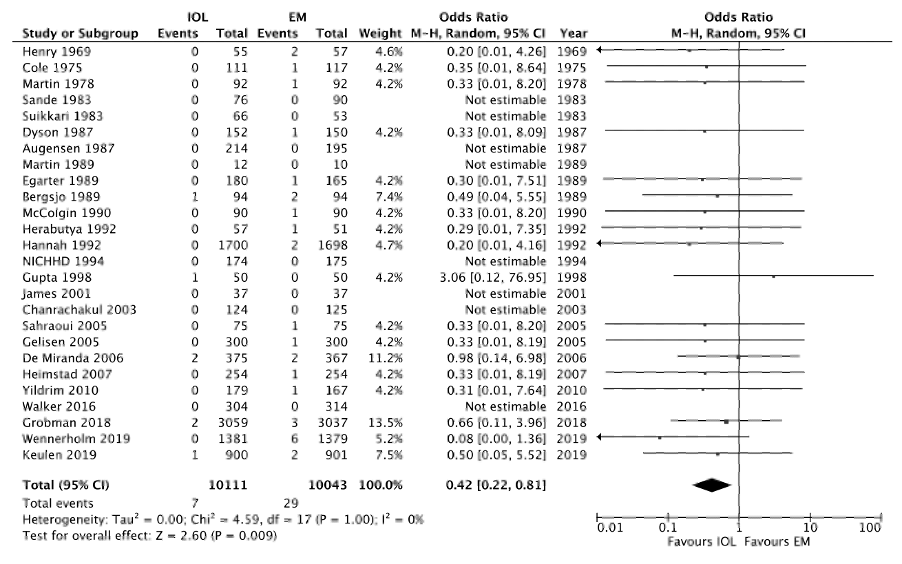 IOL EM Odds Ratio Odds Ratio
Study or Subgroup Events Total Events Total Weight M-H, Random, 95% CI Year M-H, Random, 95% CI
Henry 1969 0 55 2 57 4.6% 0.20 [0.01, 4.26] 1969
Cole 1975 0 111 1 117 4.2% 0.35 [0.01, 8.64] 1975
Martin 1978 0 92 1 92 4.2% 0.33 [0.01, 8.20] 1978
Sande 1983 0 76 0 90 Not estimable 1983
Suikkari 1983 0 66 0 53 Not estimable 1983
Dyson 1987 0 152 1 150 4.2% 0.33 [0.01, 8.09] 1987
Augensen 1987 0 214 0 195 Not estimable 1987
Martin 1989 0 12 0 10 Not estimable 1989
Egarter 1989 0 180 1 165 4.2% 0.30 [0.01, 7.51] 1989
Bergsjo 1989 1 94 2 94 7.4% 0.49 [0.04, 5.55] 1989
McColgin 1990 0 90 1 90 4.2% 0.33 [0.01, 8.20] 1990
Herabutya 1992 0 57 1 51 4.2% 0.29 [0.01, 7.35] 1992
Hannah 1992 0 1700 2 1698 4.7% 0.20 [0.01, 4.16] 1992
NICHHD 1994 0 174 0 175 Not estimable 1994
Gupta 1998 1 50 0 50 4.2% 3.06 [0.12, 76.95] 1998
James 2001 0 37 0 37 Not estimable 2001
Chanrachakul 2003 0 124 0 125 Not estimable 2003
Sahraoui 2005 0 75 1 75 4.2% 0.33 [0.01, 8.20] 2005
Gelisen 2005 0 300 1 300 4.2% 0.33 [0.01, 8.19] 2005
De Miranda 2006 2 375 2 367 11.2% 0.98 [0.14, 6.98] 2006
Heimstad 2007 0 254 1 254 4.2% 0.33 [0.01, 8.19] 2007
Yildrim 2010 0 179 1 167 4.2% 0.31 [0.01, 7.64] 2010
Walker 2016 0 304 0 314 Not estimable 2016
Grobman 2018 2 3059 3 3037 13.5% 0.66 [0.11, 3.96] 2018
Wennerholm 2019 0 1381 6 1379 5.2% 0.08 [0.00, 1.36] 2019
Keulen 2019 1 900 2 901 7.5% 0.50 [0.05, 5.52] 2019
Total (95% CI) 10111 10043 100.0% 0.42 [0.22, 0.81]
Total events 7 29
Heterogeneity: Tau² = 0.00; Chi² = 4.59, df = 17 (P = 1.00); I² = 0%
Test for overall effect: Z = 2.60 (P = 0.009)
0.01 0.1 1 10 100
Favours IOL Favours EM